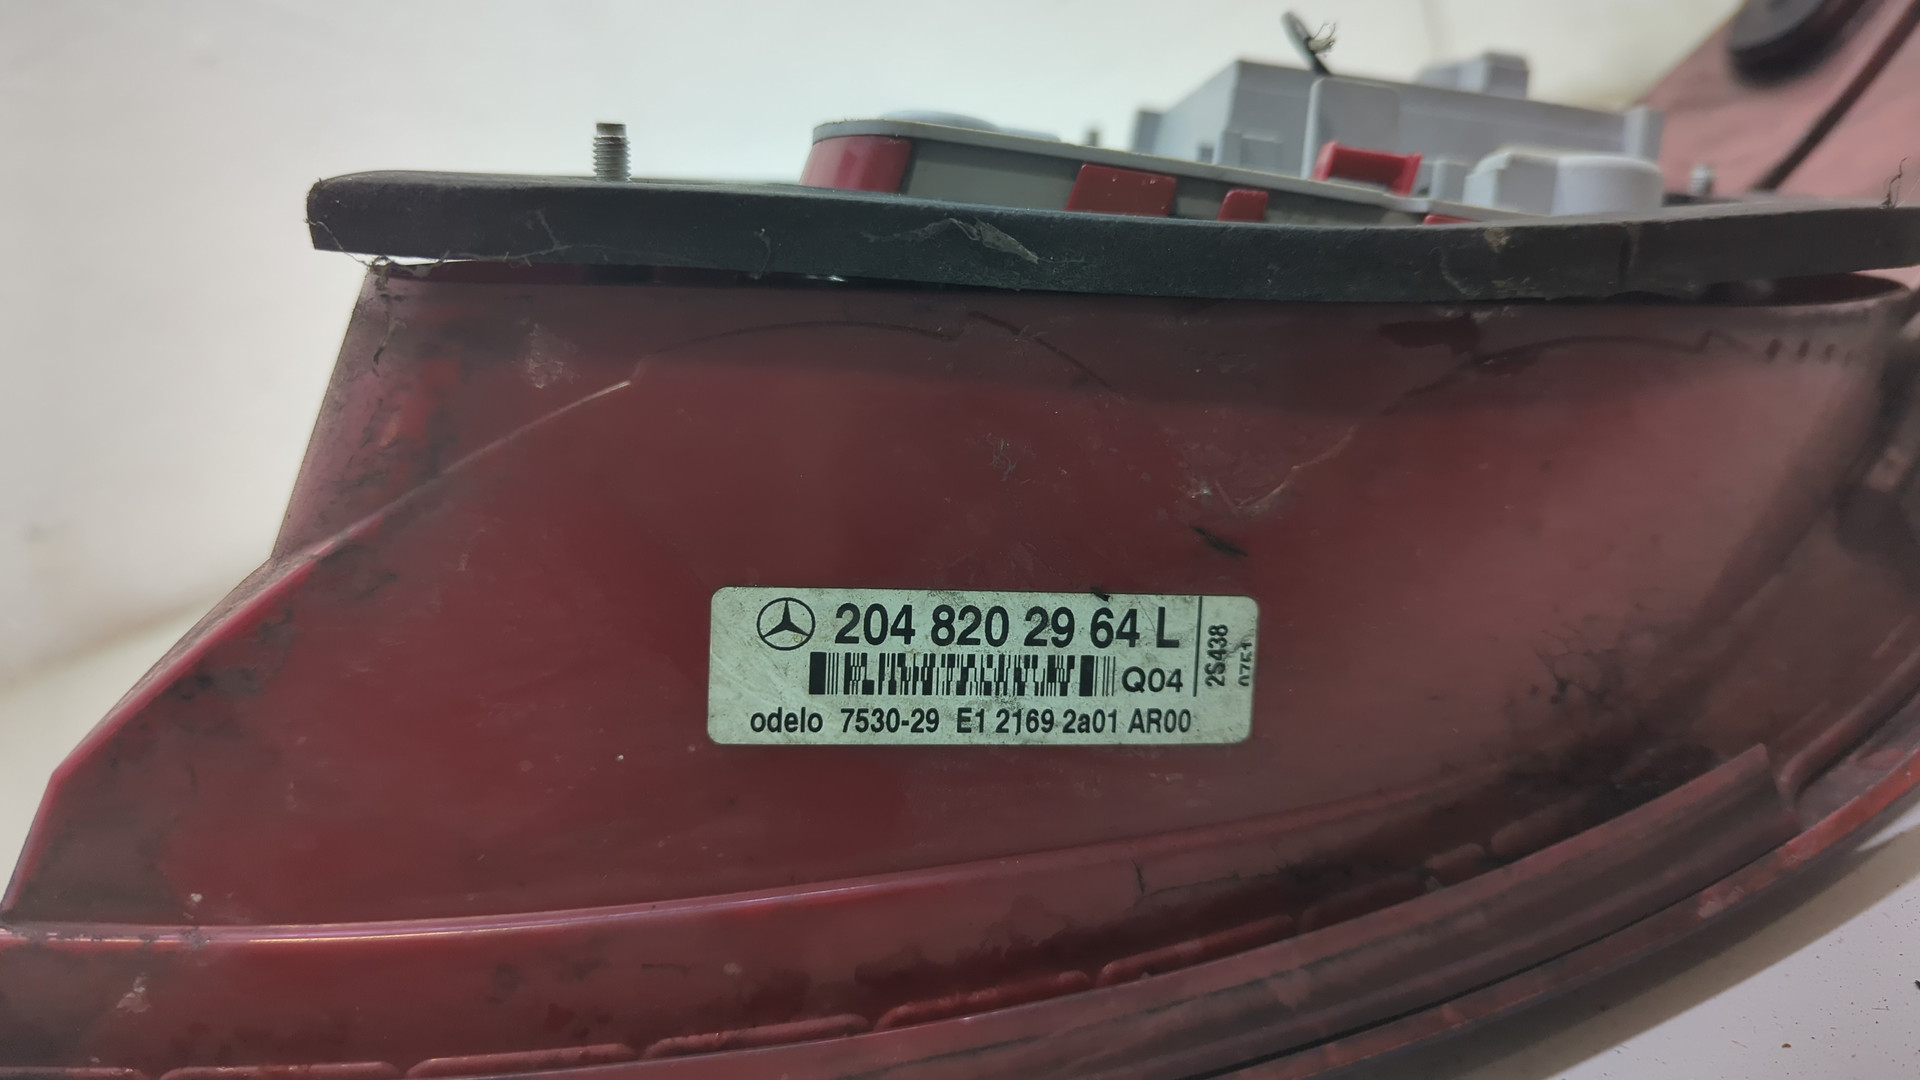 204 820 29 64 L
Q04
odelo 7530-29 E1 2169 2a01 AR00
2S438